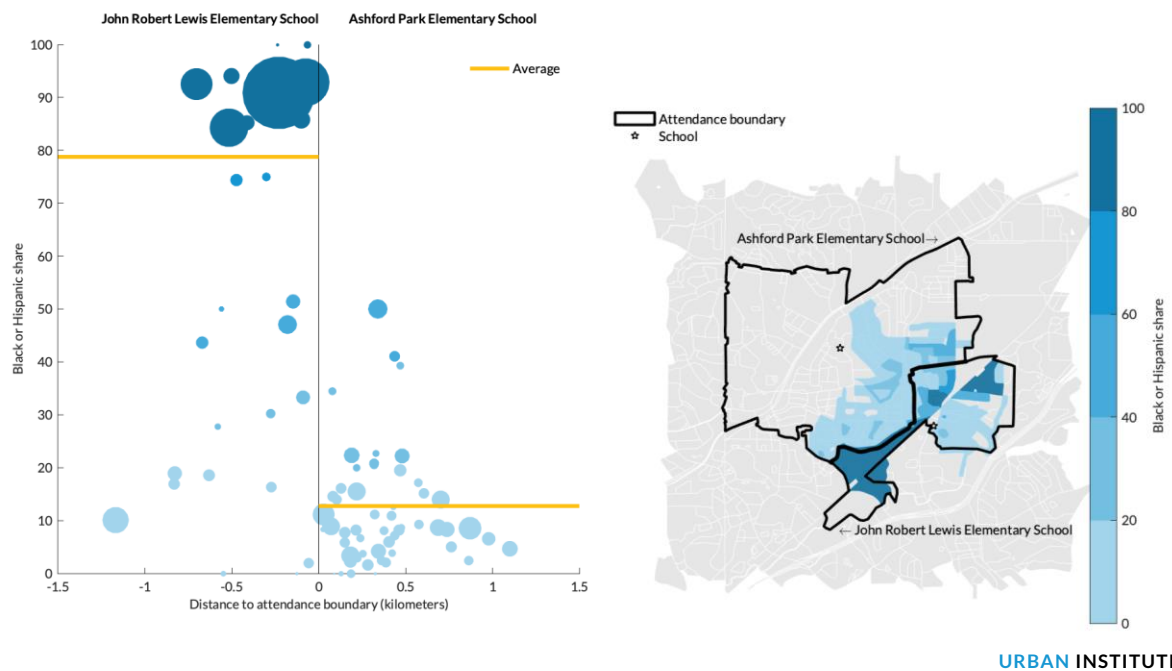 John Robert Lewis Elementary School
Ashford Park Elementary School
100
90
80
70
60
50
40
30
20
10
0
Black or Hispanic share
Average
-1.5
-1
-0.5
0
0.5
1
1.5
Distance to attendance boundary (kilometers)
Attendance boundary
School
Ashford Park Elementary School→
← John Robert Lewis Elementary School
100
80
60
40
20
0
Black or Hispanic share
URBAN INSTITUTE